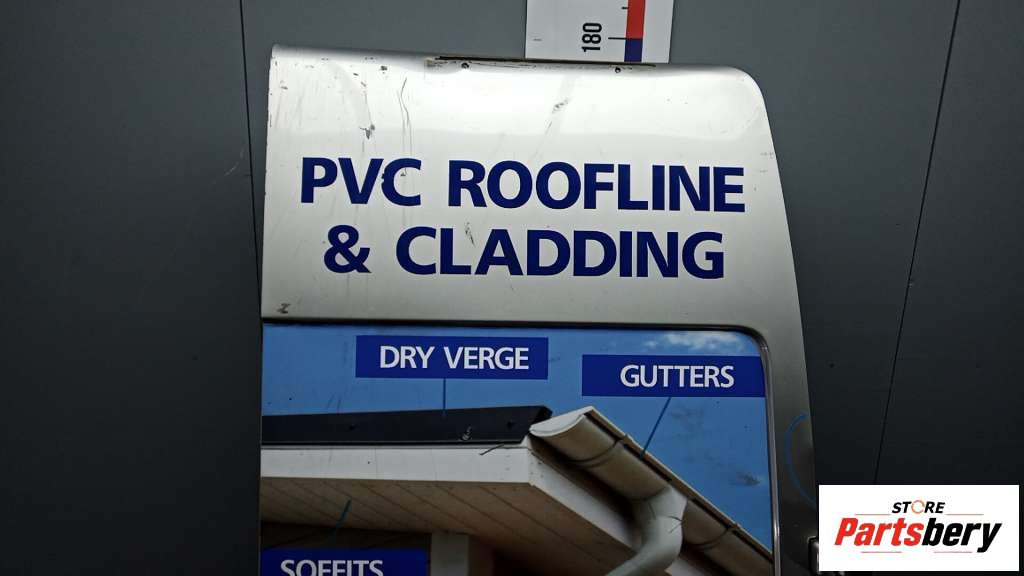 180
PVC ROOFLINE
& CLADDING
DRY VERGE
GUTTERS
SOFFITS
STORE
Partsbery